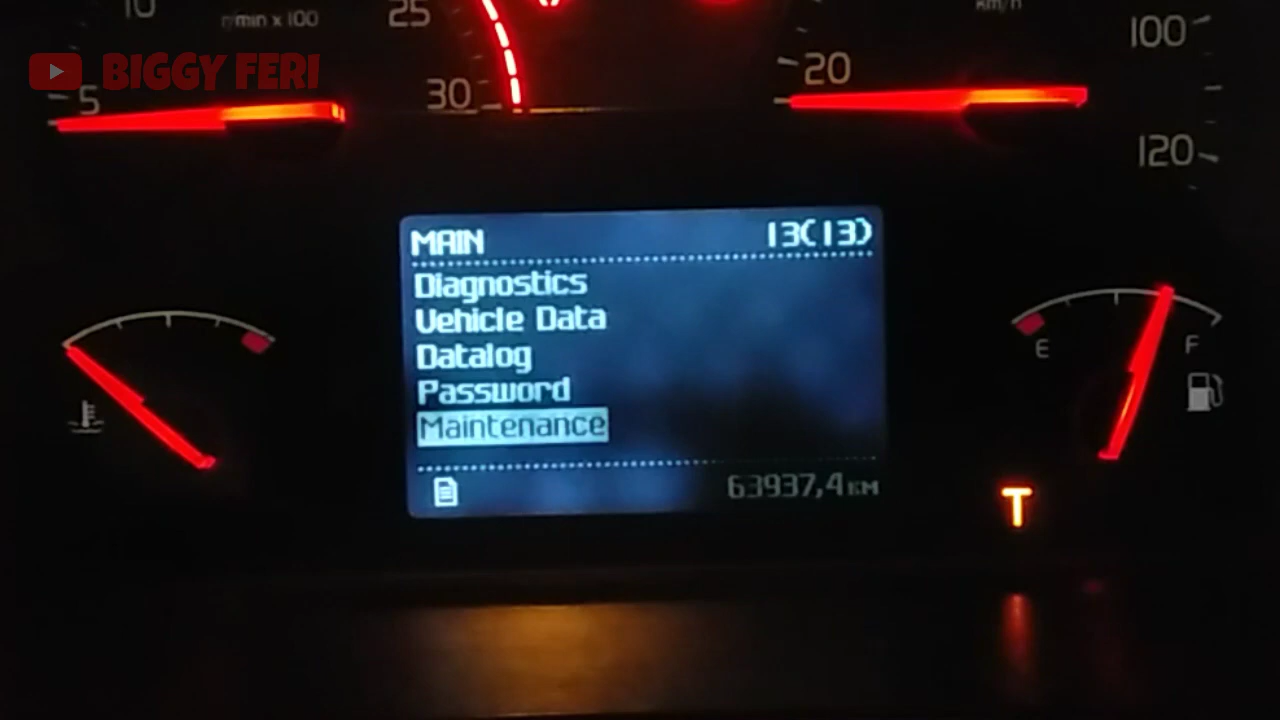 10
r/min x 100
25
km/h
100
BIGGY FERI
5
30
20
120
MAIN 13(13)
Diagnostics
Vehicle Data
Datalog
Password
Maintenance
63937,4 км
E
F
T